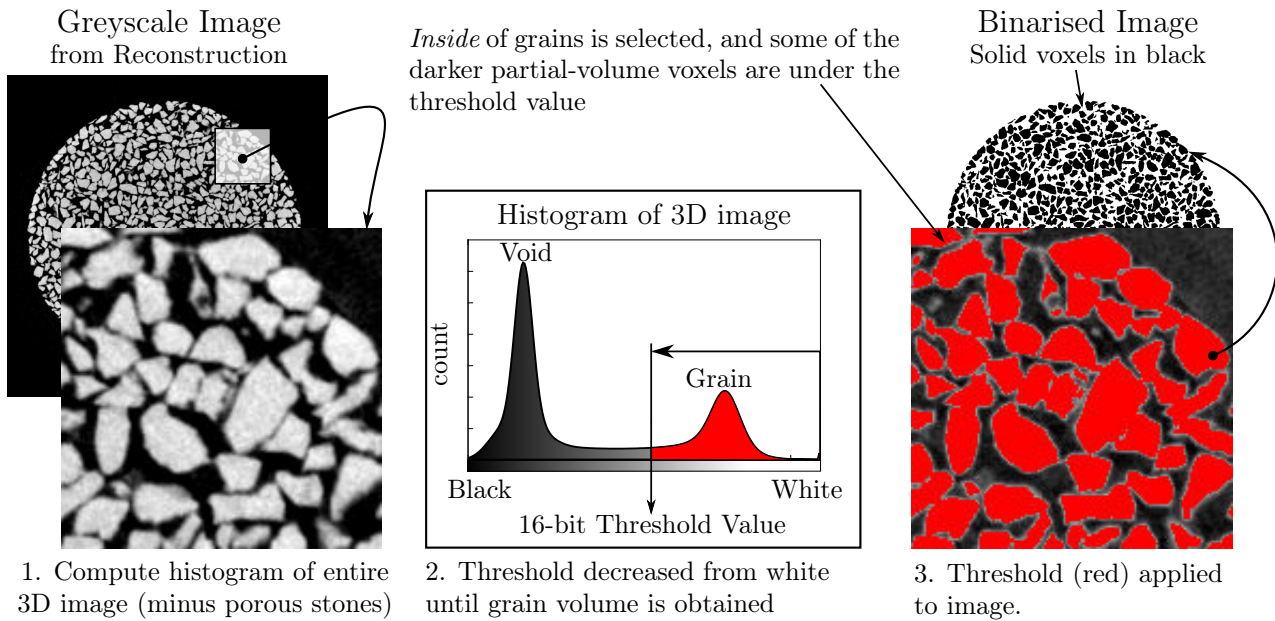 Greyscale Image
from Reconstruction
Inside of grains is selected, and some of the
darker partial-volume voxels are under the
threshold value
Binarised Image
Solid voxels in black
Histogram of 3D image
Void
count
Grain
Black
White
16-bit Threshold Value
1. Compute histogram of entire
3D image (minus porous stones)
2. Threshold decreased from white
until grain volume is obtained
3. Threshold (red) applied
to image.